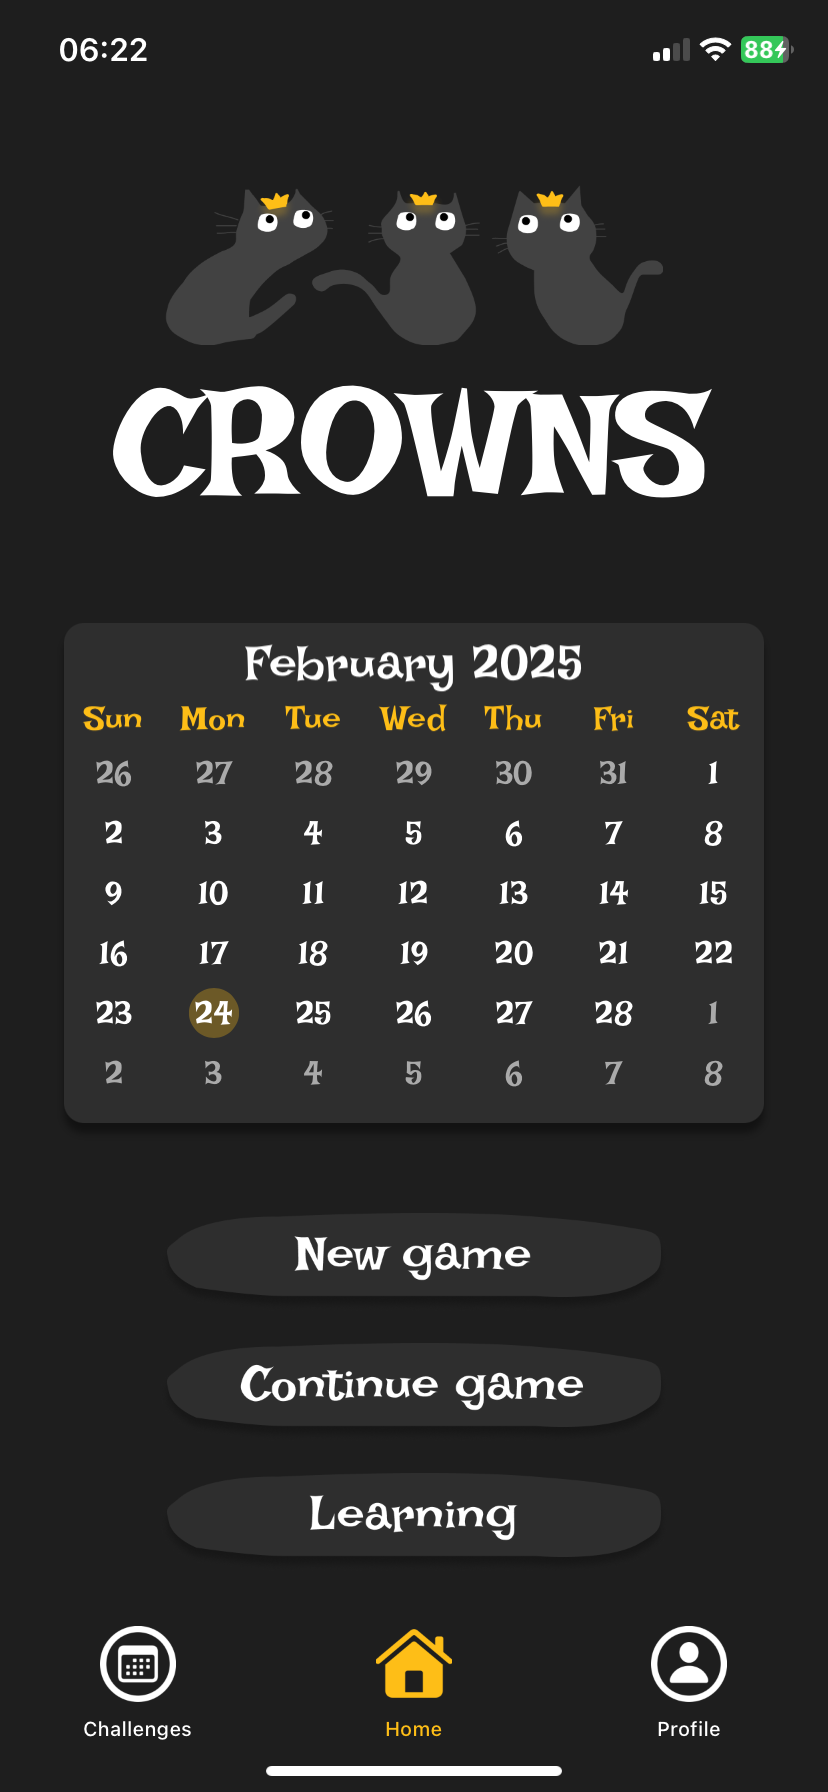 06:22
88
CROWNS
February 2025
Sun Mon Tue Wed Thu Fri Sat
26 27 28 29 30 31 1
2 3 4 5 6 7 8
9 10 11 12 13 14 15
16 17 18 19 20 21 22
23 24 25 26 27 28 1
2 3 4 5 6 7 8
New game
Continue game
Learning
Challenges Home Profile